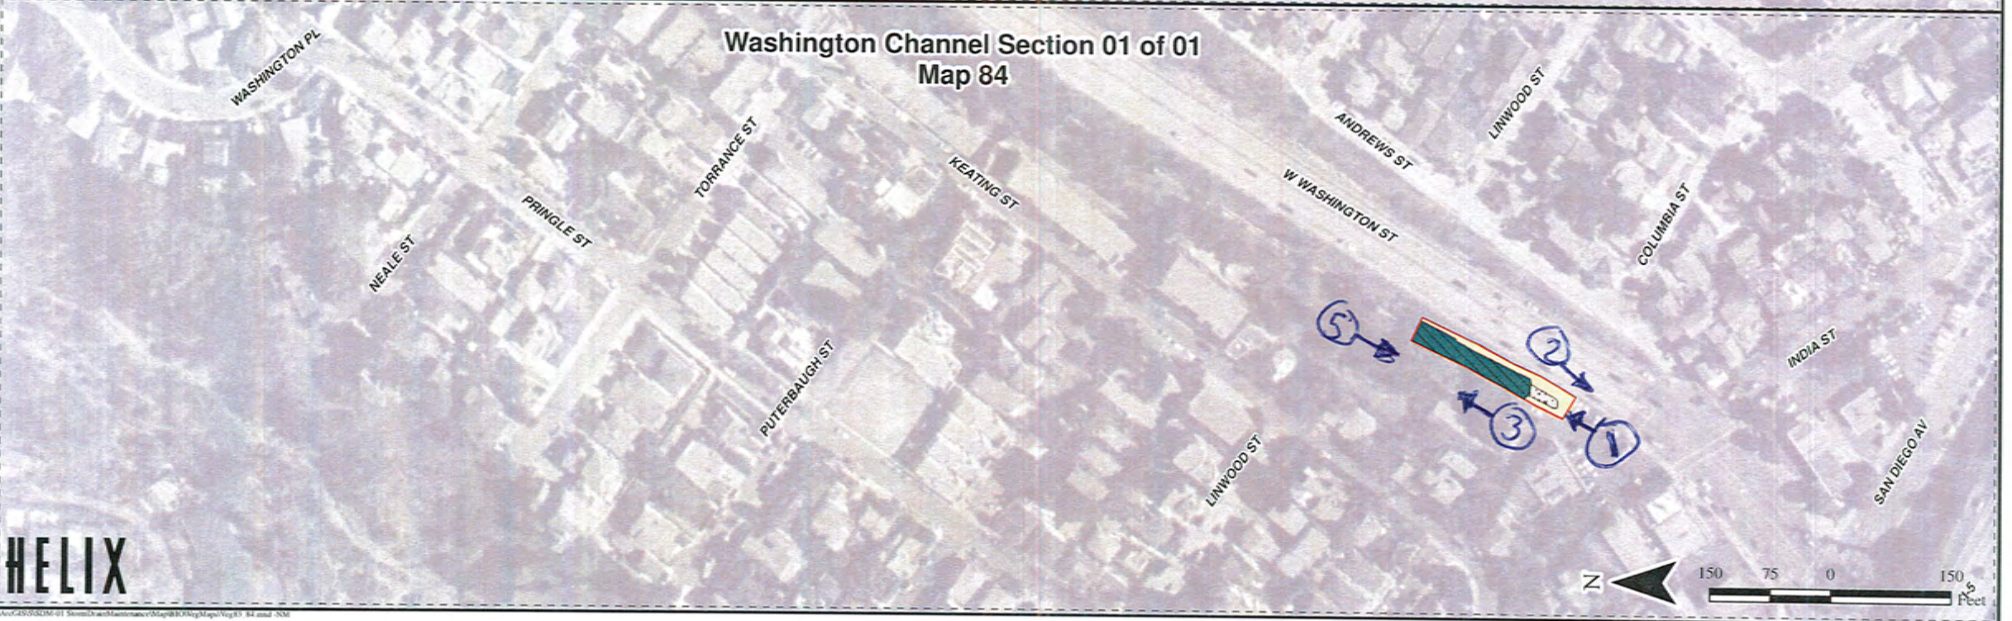 Washington Channel Section 01 of 01
Map 84
WASHINGTON PL
NEALE ST
PRINGLE ST
TORRANCE ST
PUTERBAUGH ST
KEATING ST
LINWOOD ST
W WASHINGTON ST
ANDREWS ST
LINWOOD ST
COLUMBIA ST
INDIA ST
SAN DIEGO AV
5
2
3
1
HELIX
N
150 75 0 150
Feet